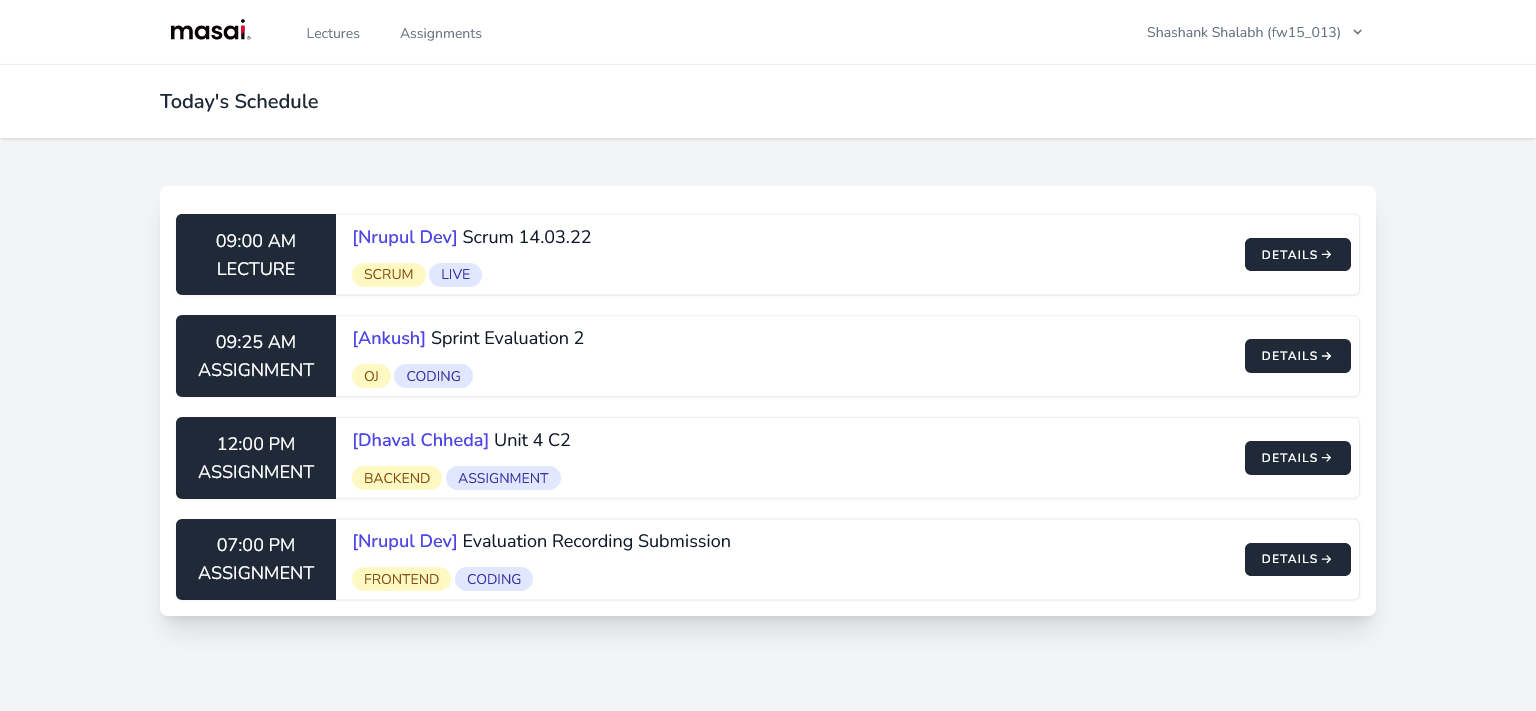 masai.
Lectures
Assignments
Shashank Shalabh (fw15_013)
Today's Schedule
09:00 AM
LECTURE
[Nrupul Dev] Scrum 14.03.22
SCRUM LIVE
DETAILS →
09:25 AM
ASSIGNMENT
[Ankush] Sprint Evaluation 2
OJ CODING
DETAILS →
12:00 PM
ASSIGNMENT
[Dhaval Chheda] Unit 4 C2
BACKEND ASSIGNMENT
DETAILS →
07:00 PM
ASSIGNMENT
[Nrupul Dev] Evaluation Recording Submission
FRONTEND CODING
DETAILS →